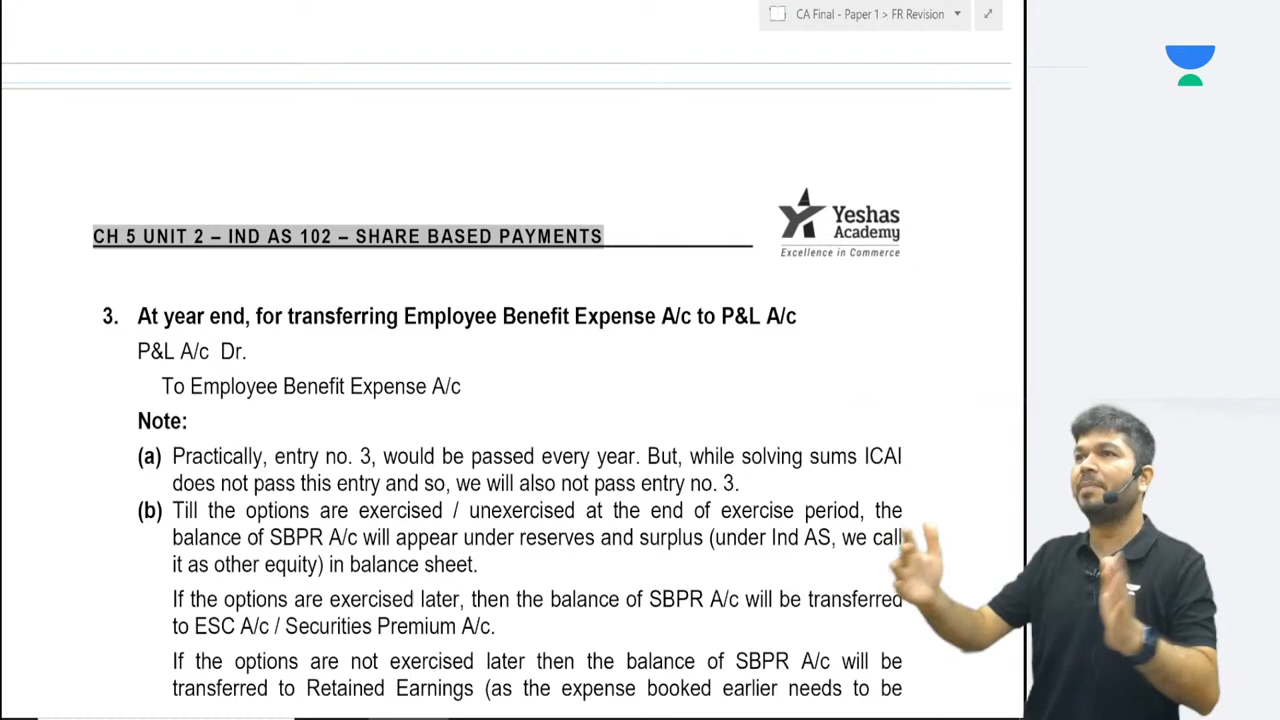 CA Final - Paper 1 > FR Revision
Yeshas
Academy
Excellence in Commerce
CH 5 UNIT 2 – IND AS 102 – SHARE BASED PAYMENTS
3. At year end, for transferring Employee Benefit Expense A/c to P&L A/c
P&L A/c Dr.
To Employee Benefit Expense A/c
Note:
(a) Practically, entry no. 3, would be passed every year. But, while solving sums ICAI
does not pass this entry and so, we will also not pass entry no. 3.
(b) Till the options are exercised / unexercised at the end of exercise period, the
balance of SBPR A/c will appear under reserves and surplus (under Ind AS, we call
it as other equity) in balance sheet.
If the options are exercised later, then the balance of SBPR A/c will be transferred
to ESC A/c / Securities Premium A/c.
If the options are not exercised later then the balance of SBPR A/c will be
transferred to Retained Earnings (as the expense booked earlier needs to be